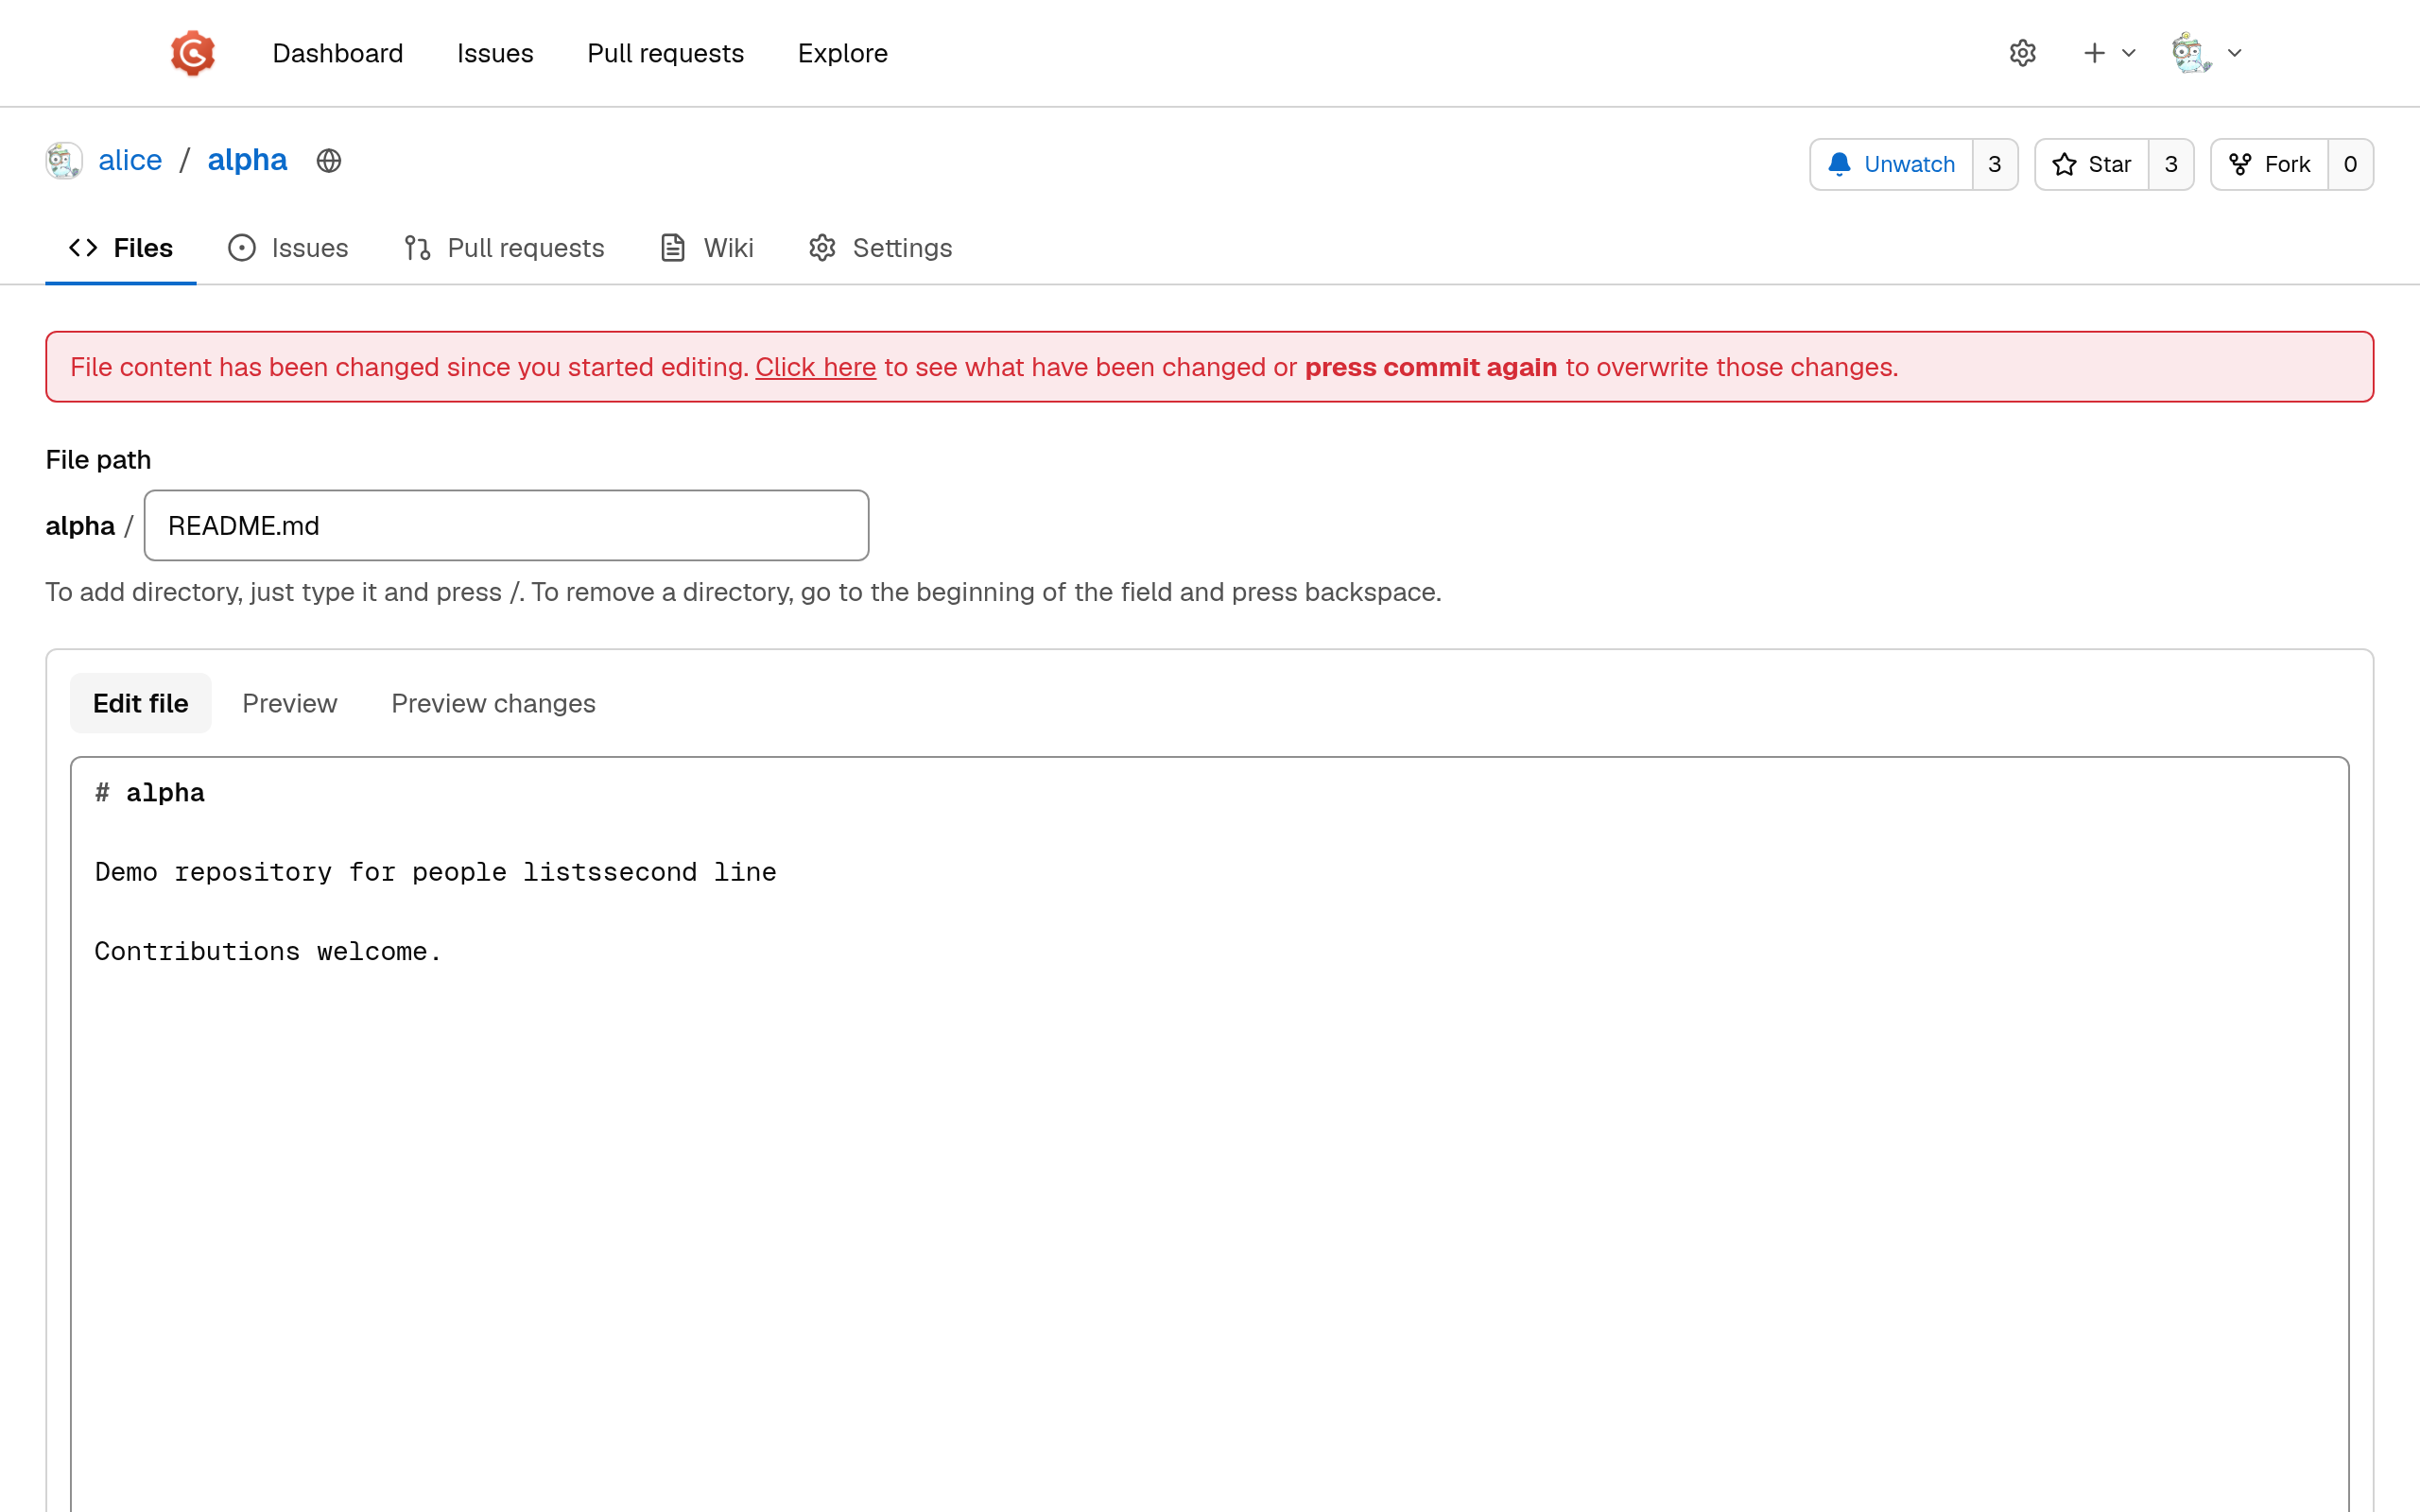 Dashboard Issues Pull requests Explore
alice / alpha
Unwatch 3 Star 3 Fork 0
Files Issues Pull requests Wiki Settings
File content has been changed since you started editing. Click here to see what have been changed or press commit again to overwrite those changes.
File path
alpha / README.md
To add directory, just type it and press /. To remove a directory, go to the beginning of the field and press backspace.
Edit file Preview Preview changes
# alpha
Demo repository for people listssecond line
Contributions welcome.